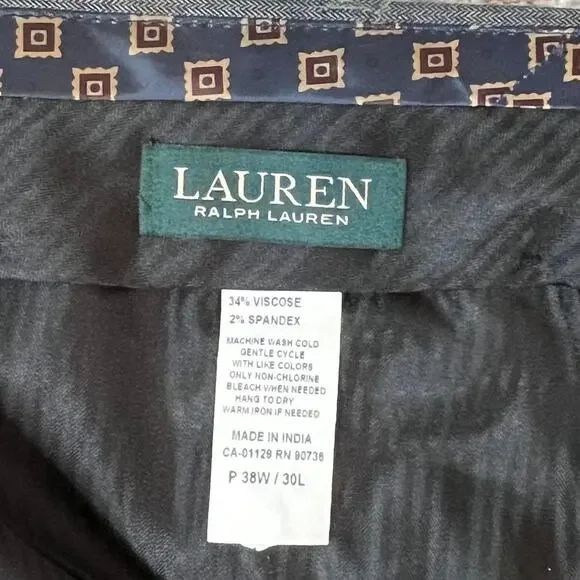 LAUREN
RALPH LAUREN
34% VISCOSE
2% SPANDEX
MACHINE WASH COLD
GENTLE CYCLE
WITH LIKE COLORS
ONLY NON-CHLORINE
BLEACH WHEN NEEDED
HANG TO DRY
WARM IRON IF NEEDED
MADE IN INDIA
CA-01129 RN 90736
P 38W / 30L